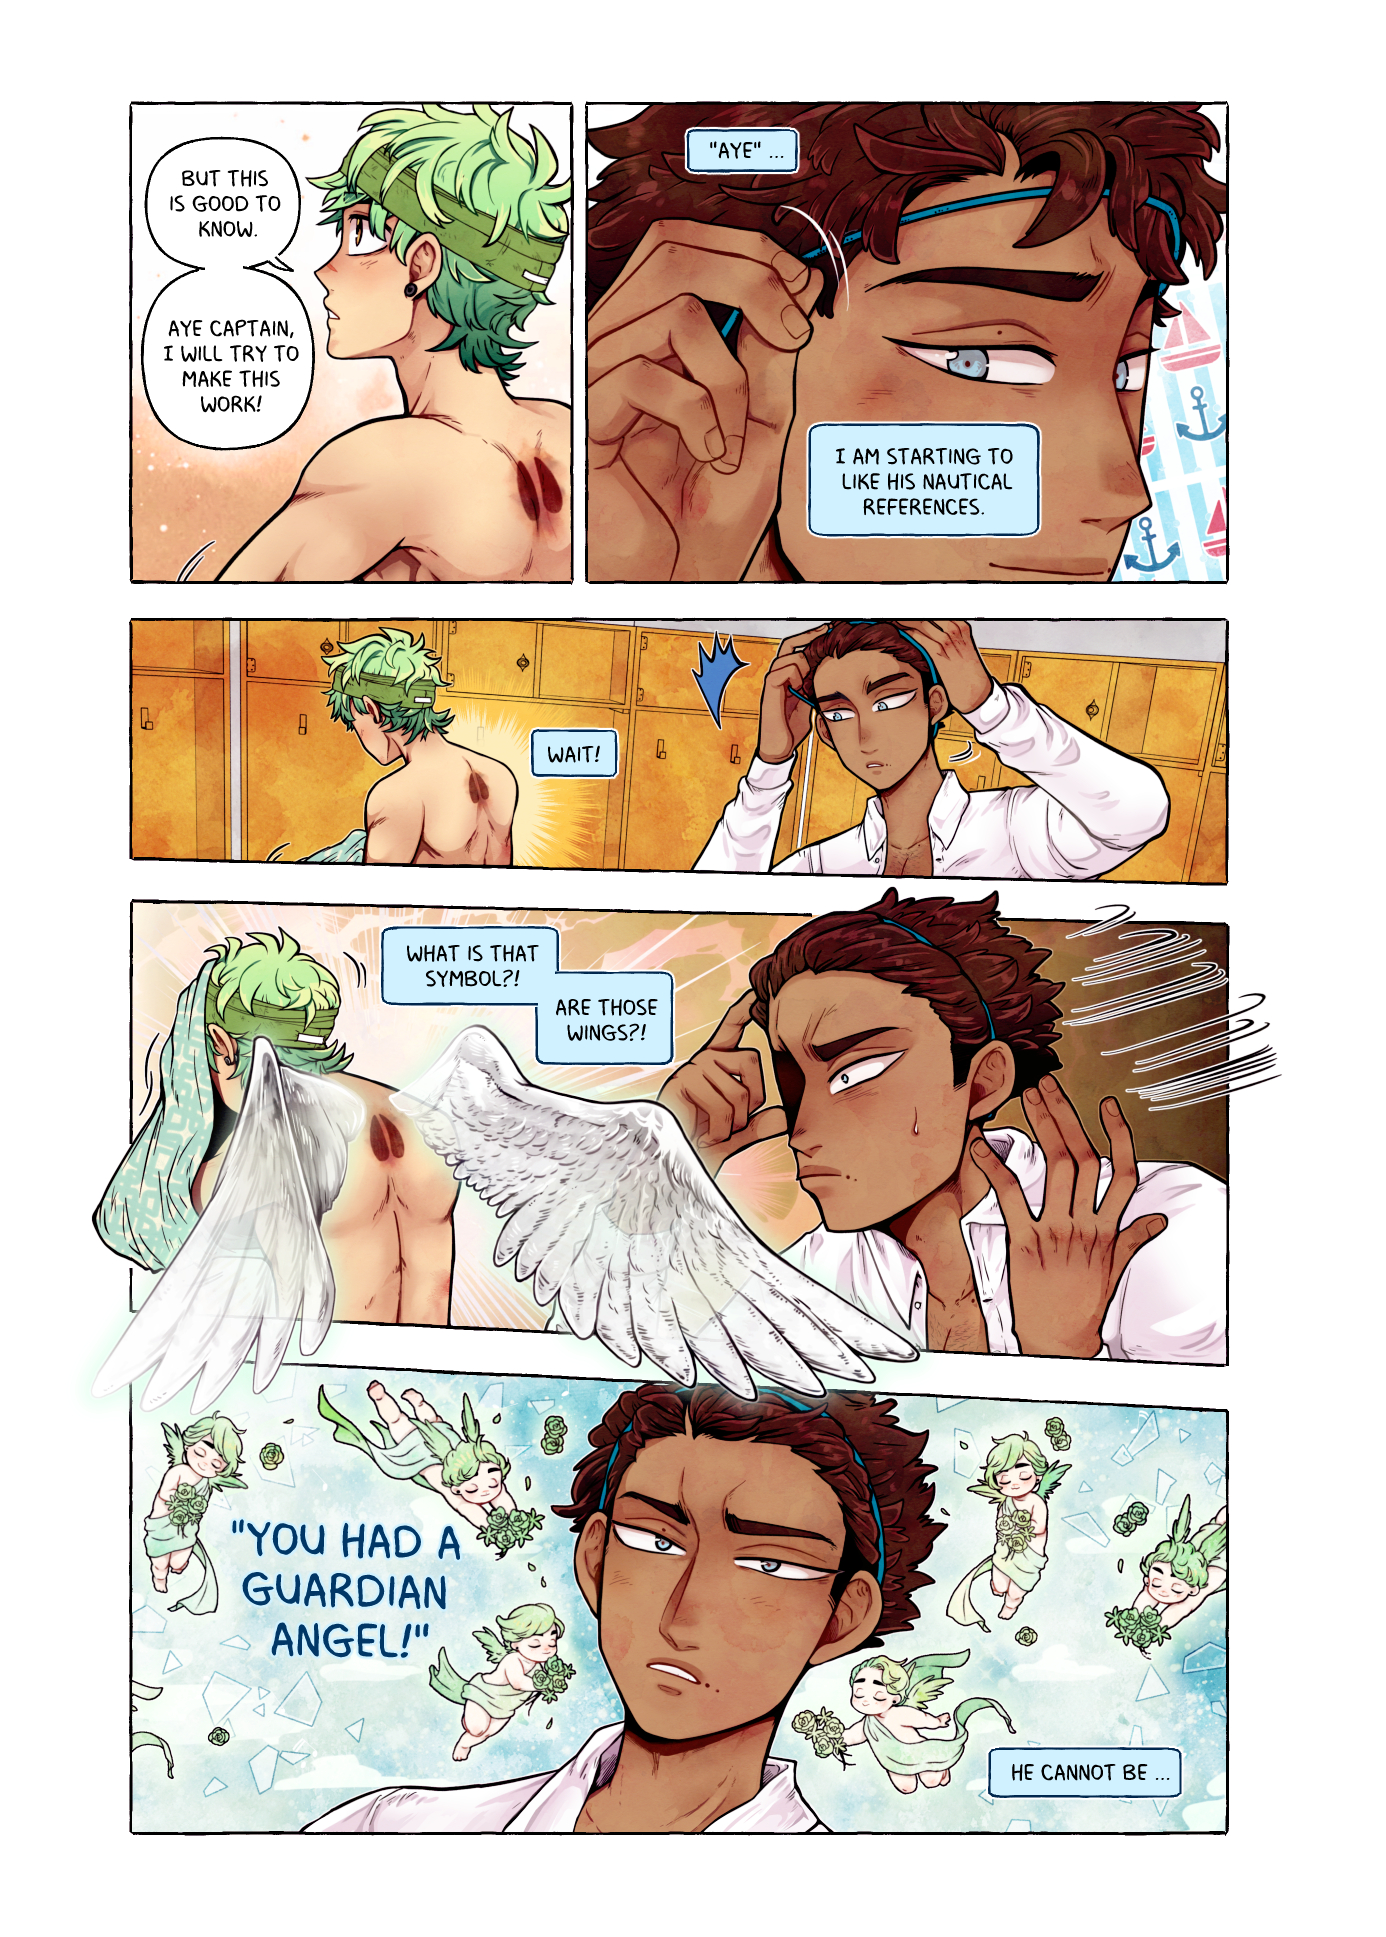 BUT THIS
IS GOOD TO
KNOW.
AYE CAPTAIN,
I WILL TRY TO
MAKE THIS
WORK!
"AYE" ...
I AM STARTING TO
LIKE HIS NAUTICAL
REFERENCES.
WAIT!
WHAT IS THAT
SYMBOL?!
ARE THOSE
WINGS?!
"YOU HAD A
GUARDIAN
ANGEL!"
HE CANNOT BE ...